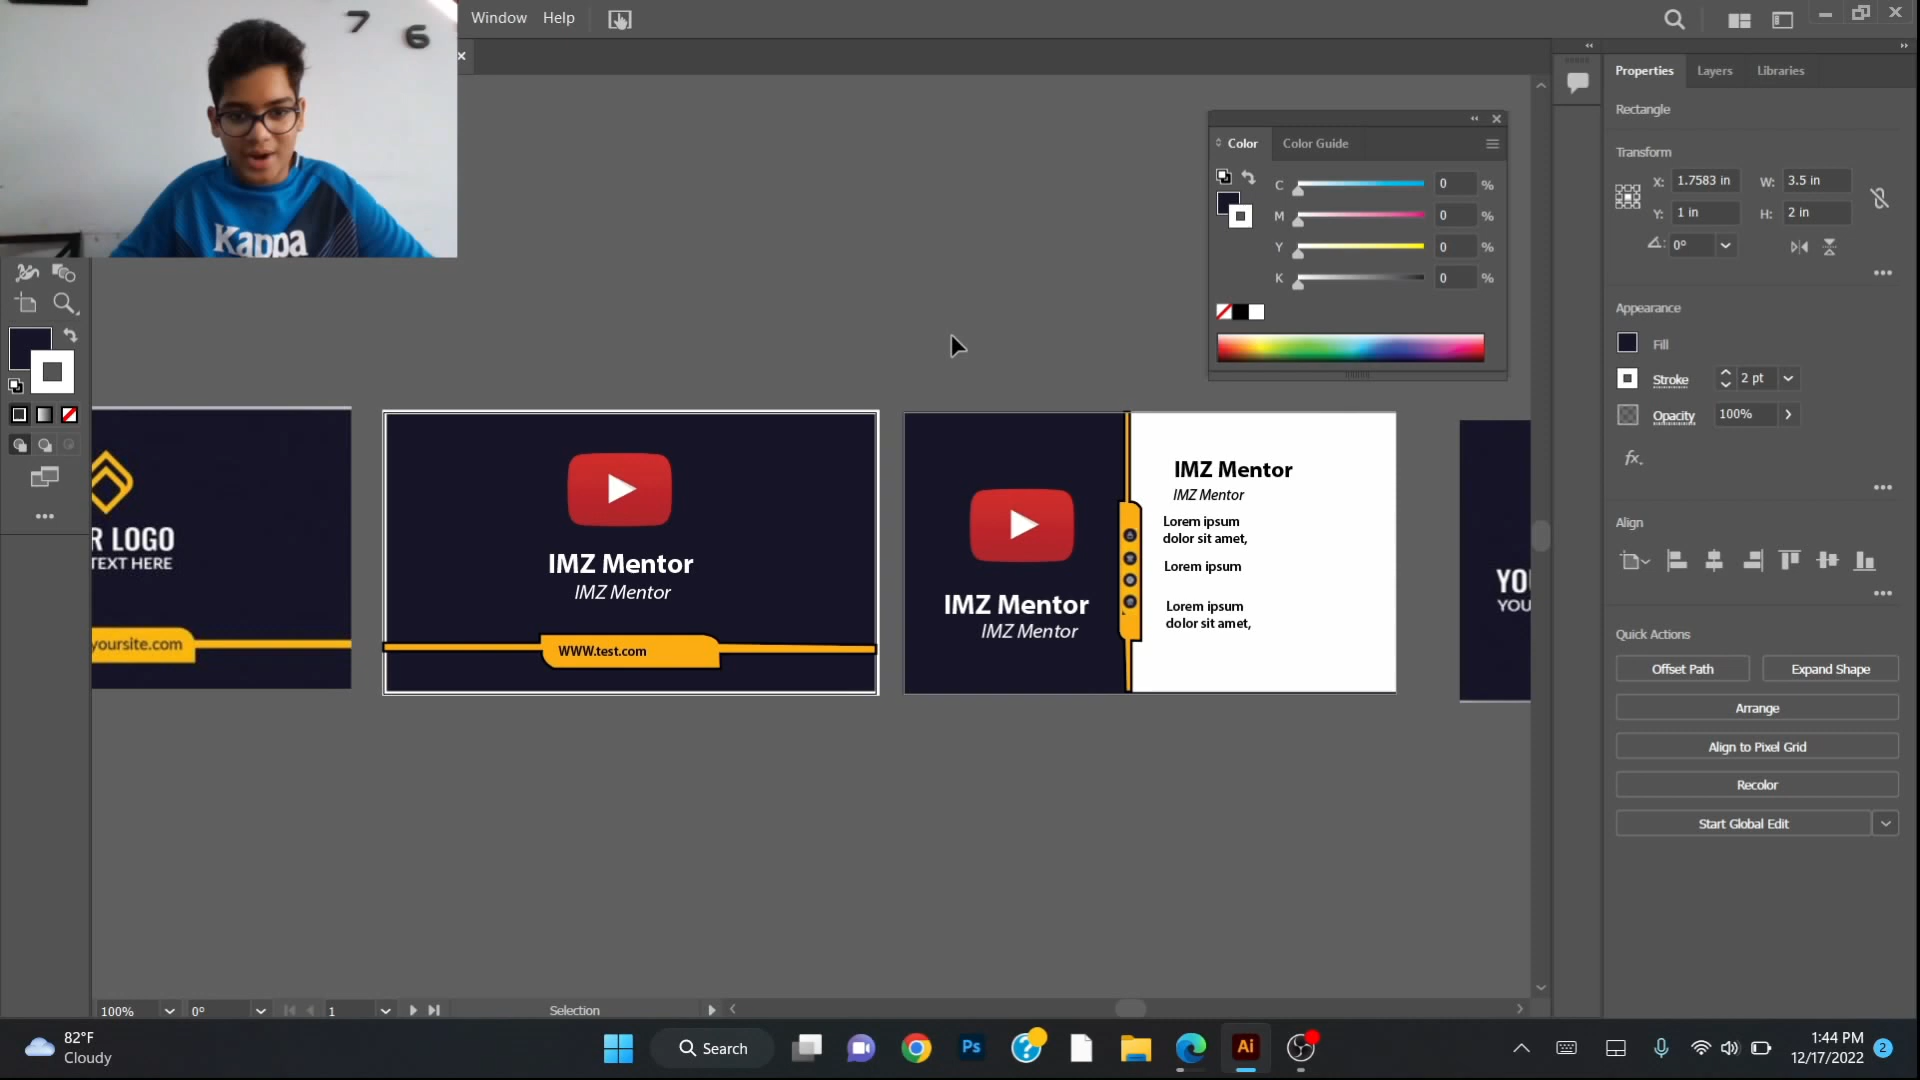 7
6
Kappa
Window Help
Properties Layers Libraries
Rectangle
Transform
X: 1.7583 in W: 3.5 in
Y: 1 in H: 2 in
0°
Appearance
Fill
Stroke 2 pt
Opacity 100%
fx.
Align
Quick Actions
Offset Path Expand Shape
Arrange
Align to Pixel Grid
Recolor
Start Global Edit
Color Color Guide
C 0 %
M 0 %
Y 0 %
K 0 %
R LOGO
TEXT HERE
yoursite.com
IMZ Mentor
IMZ Mentor
WWW.test.com
IMZ Mentor
IMZ Mentor
IMZ Mentor
IMZ Mentor
Lorem ipsum
dolor sit amet,
Lorem ipsum
Lorem ipsum
dolor sit amet,
YOU
YOU
100% 0° 1 Selection
82°F
Cloudy
Search
Ps
Ai
1:44 PM
12/17/2022
2